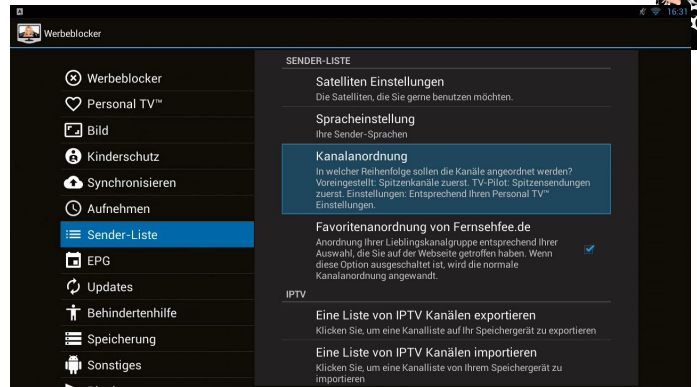 A
16:31
Werbeblocker
Werbeblocker
Personal TV™
Bild
Kinderschutz
Synchronisieren
Aufnehmen
Sender-Liste
EPG
Updates
Behindertenhilfe
Speicherung
Sonstiges
SENDER-LISTE
Satelliten Einstellungen
Die Satelliten, die Sie gerne benutzen möchten.
Spracheinstellung
Ihre Sender-Sprachen
Kanalanordnung
In welcher Reihenfolge sollen die Kanäle angeordnet werden?
Voreingestellt: Spitzenkanäle zuerst. TV-Pilot: Spitzensendungen
zuerst. Einstellungen: Entsprechend Ihren Personal TV™
Einstellungen.
Favoritenanordnung von Fernsehfee.de
Anordnung Ihrer Lieblingskanalgruppe entsprechend Ihrer
Auswahl, die Sie auf der Webseite getroffen haben. Wenn
diese Option ausgeschaltet ist, wird die normale
Kanalanordnung angewandt.
IPTV
Eine Liste von IPTV Kanälen exportieren
Klicken Sie, um eine Kanalliste auf Ihr Speichergerät zu exportieren
Eine Liste von IPTV Kanälen importieren
Klicken Sie, um eine Kanalliste von Ihrem Speichergerät zu
importieren